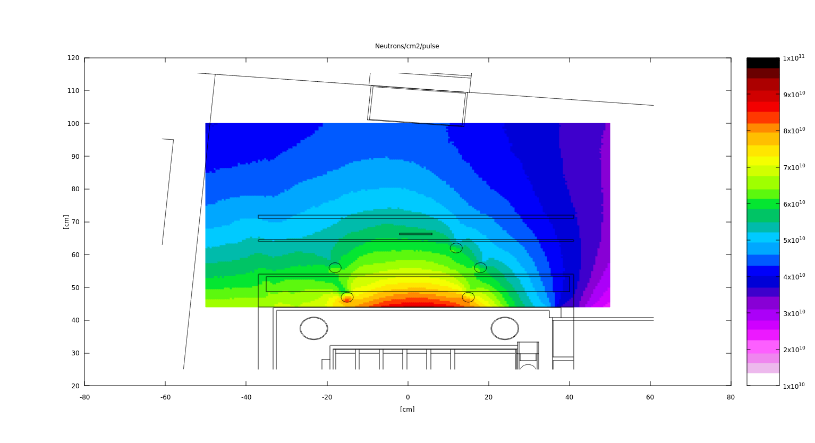 Neutrons/cm2/pulse
120
110
100
90
80
70
60
50
40
30
20
[cm]
-80
-60
-40
-20
0
20
40
60
80
[cm]
1x10¹¹
9x10¹⁰
8x10¹⁰
7x10¹⁰
6x10¹⁰
5x10¹⁰
4x10¹⁰
3x10¹⁰
2x10¹⁰
1x10¹⁰